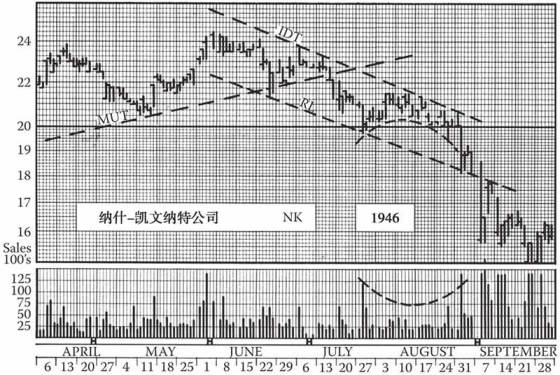 24
IDT
22
MUT
RL
20
19
18
17
纳什-凯文纳特公司 NK 1946
16
Sales
100's
125
100
75
50
25
APRIL MAY JUNE JULY AUGUST SEPTEMBER
6 13 20 27 4 11 18 25 1 8 15 22 29 6 13 20 27 3 10 17 24 31 7 14 21 28